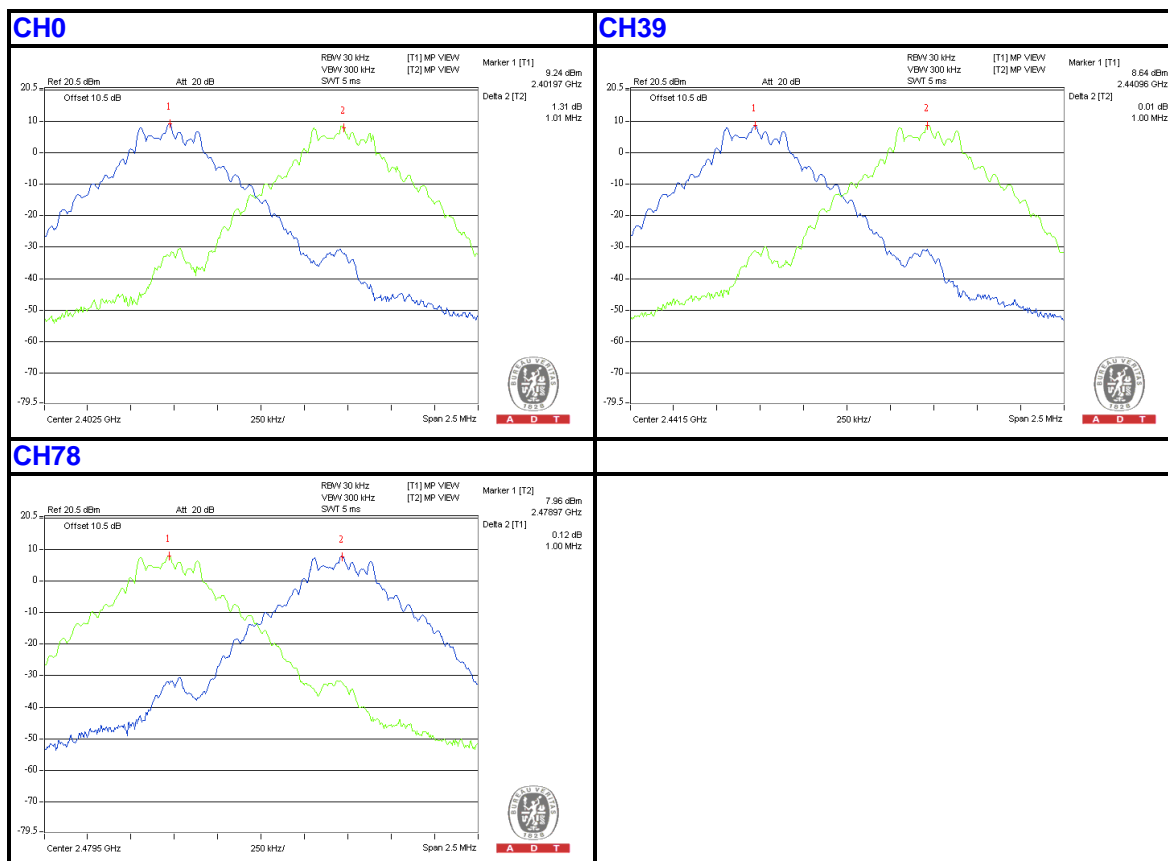 CH0
CH39
RBW 30 kHz [T1] MP VIEW
VBW 300 kHz [T2] MP VIEW
SWT 5 ms
Ref 20.5 dBm Att 20 dB
Offset 10.5 dB
Marker 1 [T1]
9.24 dBm
2.40197 GHz
Delta 2 [T2]
1.31 dB
1.01 MHz
1
2
20.5
10
0
-10
-20
-30
-40
-50
-60
-70
-79.5
Center 2.4025 GHz 250 kHz/ Span 2.5 MHz
BUREAU VERITAS
1828
A D T
RBW 30 kHz [T1] MP VIEW
VBW 300 kHz [T2] MP VIEW
SWT 5 ms
Ref 20.5 dBm Att 20 dB
Offset 10.5 dB
Marker 1 [T1]
8.64 dBm
2.44096 GHz
Delta 2 [T2]
0.01 dB
1.00 MHz
1
2
20.5
10
0
-10
-20
-30
-40
-50
-60
-70
-79.5
Center 2.4415 GHz 250 kHz/ Span 2.5 MHz
BUREAU VERITAS
1828
A D T
CH78
RBW 30 kHz [T1] MP VIEW
VBW 300 kHz [T2] MP VIEW
SWT 5 ms
Ref 20.5 dBm Att 20 dB
Offset 10.5 dB
Marker 1 [T2]
7.96 dBm
2.47897 GHz
Delta 2 [T1]
0.12 dB
1.00 MHz
1
2
20.5
10
0
-10
-20
-30
-40
-50
-60
-70
-79.5
Center 2.4795 GHz 250 kHz/ Span 2.5 MHz
BUREAU VERITAS
1828
A D T